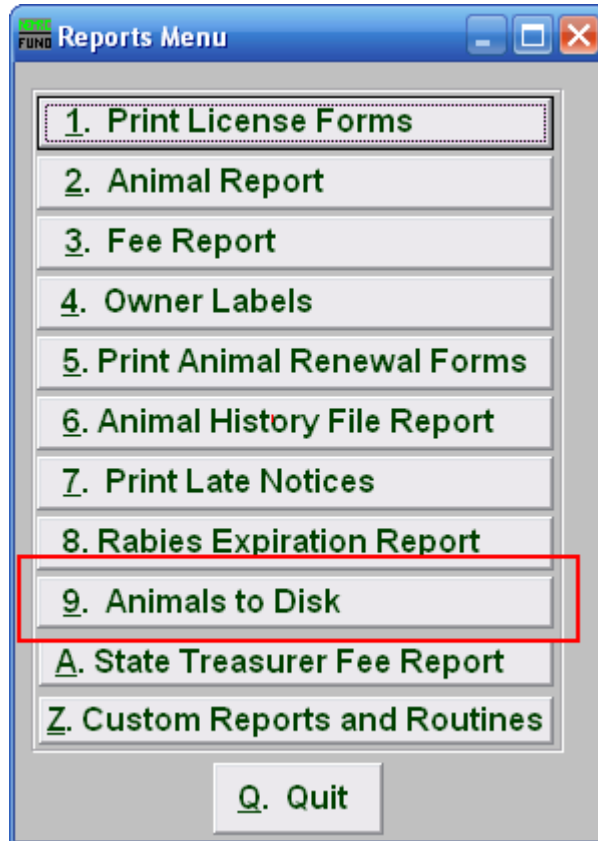 FUND Reports Menu
1. Print License Forms
2. Animal Report
3. Fee Report
4. Owner Labels
5. Print Animal Renewal Forms
6. Animal History File Report
7. Print Late Notices
8. Rabies Expiration Report
9. Animals to Disk
A. State Treasurer Fee Report
Z. Custom Reports and Routines
Q. Quit